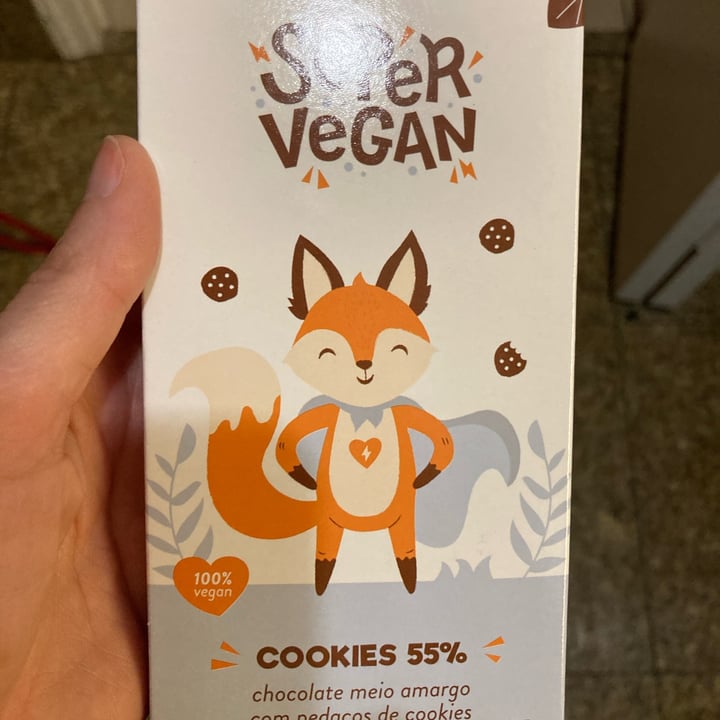 SUPeR
VeGAN
100%
vegan
COOKIES 55%
chocolate meio amargo
com pedaços de cookies